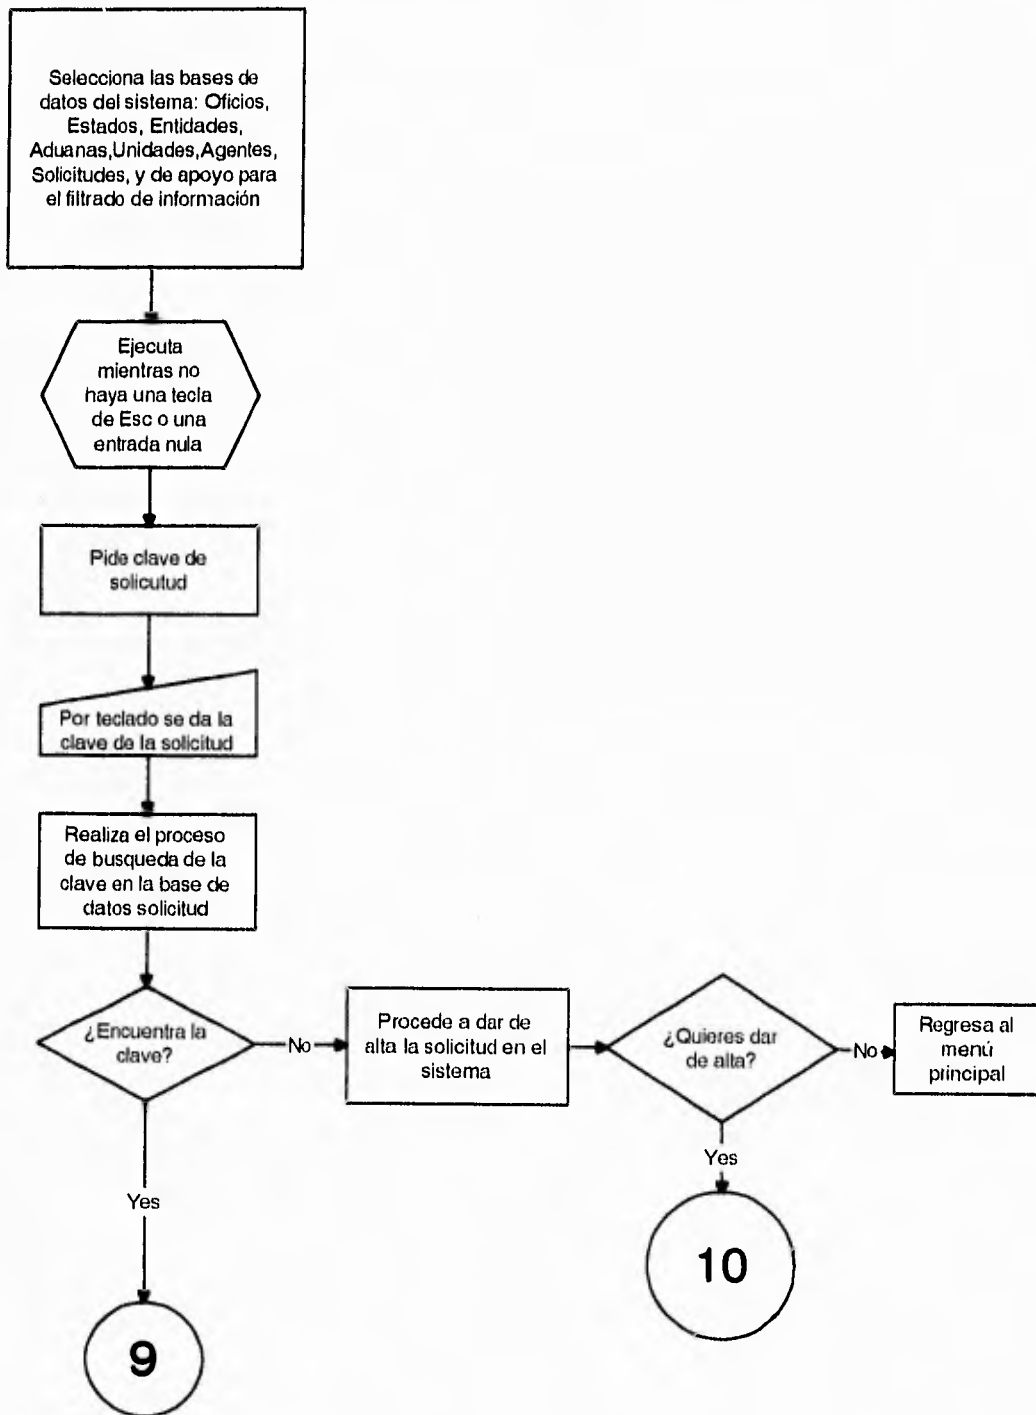 Selecciona las bases de
datos del sistema: Oficios,
Estados, Entidades,
Aduanas,Unidades,Agentes,
Solicitudes, y de apoyo para
el filtrado de información
Ejecuta
mientras no
haya una tecla
de Esc o una
entrada nula
Pide clave de
solicutud
Por teclado se da la
clave de la solicitud
Realiza el proceso
de busqueda de la
clave en la base de
datos solicitud
¿Encuentra la
clave?
No
Procede a dar de
alta la solicitud en el
sistema
¿Quieres dar
de alta?
No
Regresa al
menú
principal
Yes
Yes
10
9